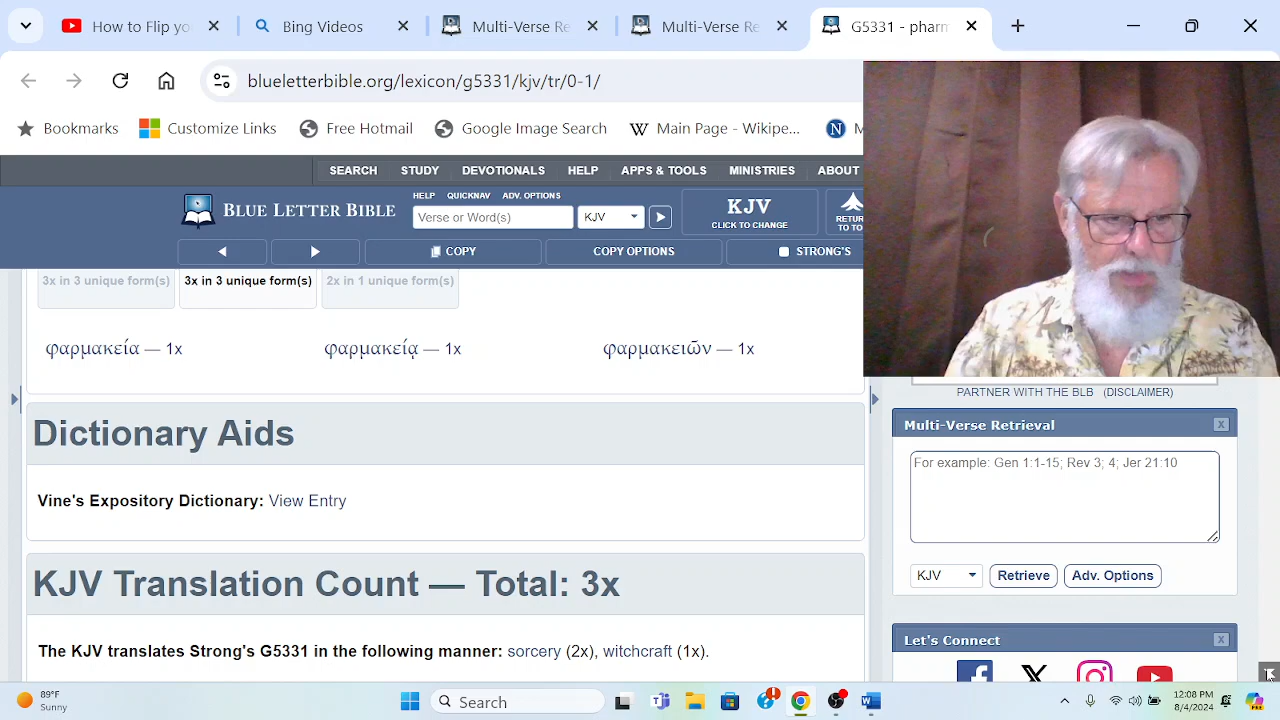 How to Flip yo
Bing Videos
Multi-Verse Re
Multi-Verse Re
G5331 - pharm
blueletterbible.org/lexicon/g5331/kjv/tr/0-1/
Bookmarks
Customize Links
Free Hotmail
Google Image Search
Main Page - Wikipe...
SEARCH STUDY DEVOTIONALS HELP APPS & TOOLS MINISTRIES ABOUT
HELP QUICKNAV ADV. OPTIONS
BLUE LETTER BIBLE
Verse or Word(s)
KJV
KJV
CLICK TO CHANGE
RETUR
TO TO
COPY
COPY OPTIONS
STRONG'S
3x in 3 unique form(s)
3x in 3 unique form(s)
2x in 1 unique form(s)
φαρμακεία — 1x
φαρμακείᾳ — 1x
φαρμακειῶν — 1x
PARTNER WITH THE BLB (DISCLAIMER)
Dictionary Aids
Multi-Verse Retrieval
For example: Gen 1:1-15; Rev 3; 4; Jer 21:10
Vine's Expository Dictionary: View Entry
KJV Translation Count — Total: 3x
KJV
Retrieve
Adv. Options
The KJV translates Strong's G5331 in the following manner: sorcery (2x), witchcraft (1x).
Let's Connect
89°F
Sunny
Search
12:08 PM
8/4/2024